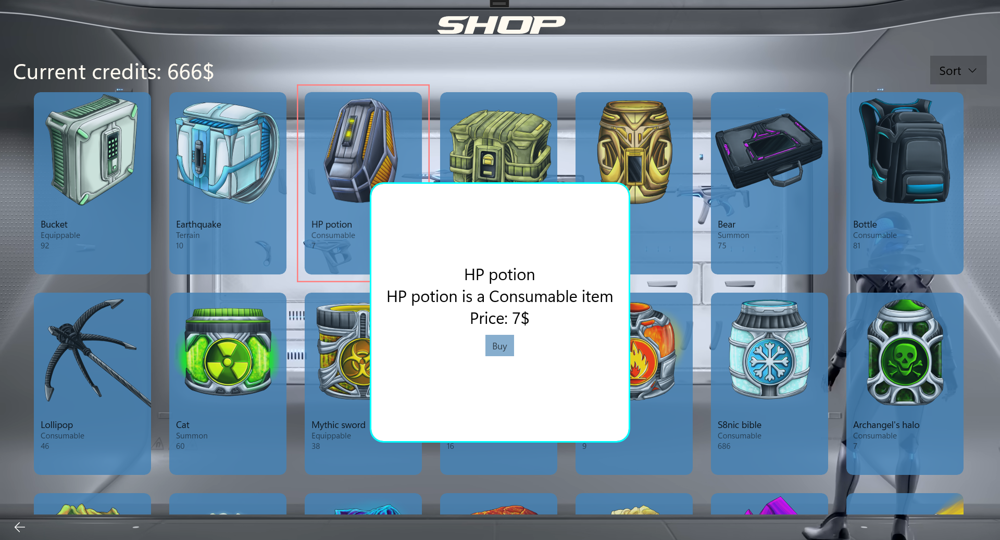 SHOP
Current credits: 666$
Sort
Bucket
Equippable
92
Earthquake
Terrain
10
HP potion
Consumable
7
Bear
Summon
75
Bottle
Consumable
81
HP potion
HP potion is a Consumable item
Price: 7$
Buy
Lollipop
Consumable
46
Cat
Summon
60
Mythic sword
Equippable
38
16
9
S8nic bible
Consumable
686
Archangel's halo
Consumable
7